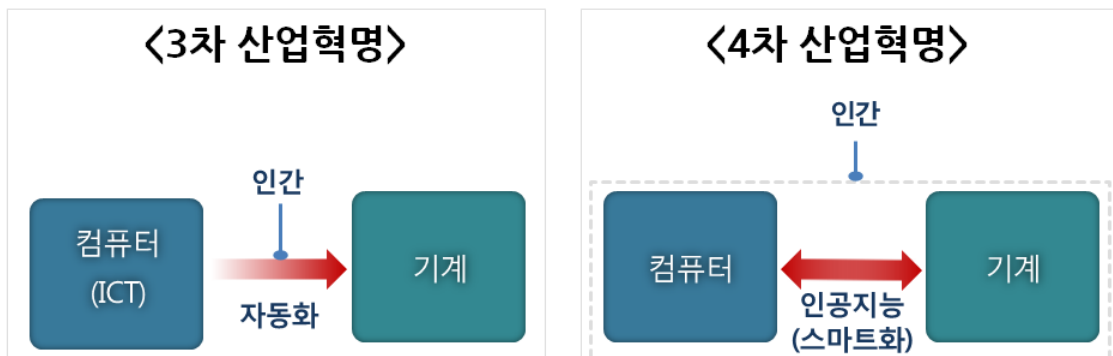 <3차 산업혁명>
인간
컴퓨터
(ICT)
자동화
기계
<4차 산업혁명>
인간
컴퓨터
인공지능
(스마트화)
기계